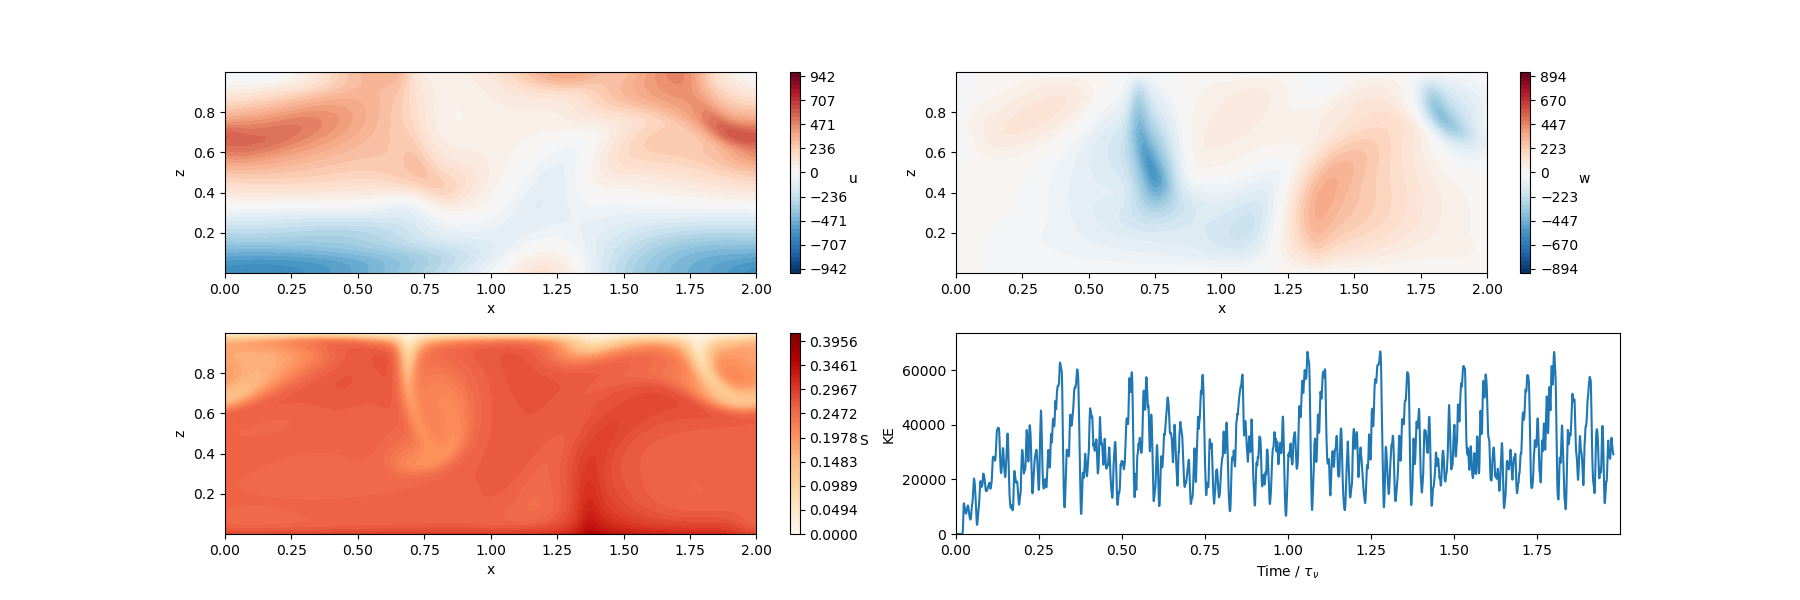 z
0.8
0.6
0.4
0.2
0.00 0.25 0.50 0.75 1.00 1.25 1.50 1.75 2.00
x
942
707
471
236
0
−236
−471
−707
−942
u
z
0.8
0.6
0.4
0.2
0.00 0.25 0.50 0.75 1.00 1.25 1.50 1.75 2.00
x
894
670
447
223
0
−223
−447
−670
−894
w
z
0.8
0.6
0.4
0.2
0.00 0.25 0.50 0.75 1.00 1.25 1.50 1.75 2.00
x
0.3956
0.3461
0.2967
0.2472
0.1978
0.1483
0.0989
0.0494
0.0000
S
KE
60000
40000
20000
0
0.00 0.25 0.50 0.75 1.00 1.25 1.50 1.75
Time / τν